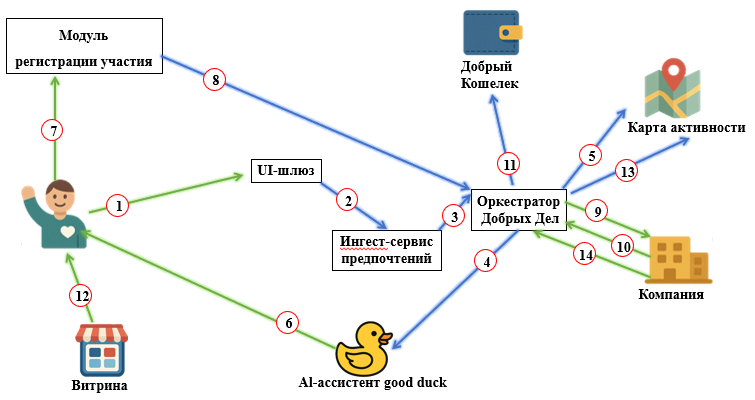 Модуль
регистрации участия
Добрый
Кошелек
Карта активности
8
7
11
5
13
UI-шлюз
1
2
3
Оркестратор
Добрых Дел
9
10
14
Ингест-сервис
предпочтений
4
Компания
12
6
Витрина
AI-ассистент good duck